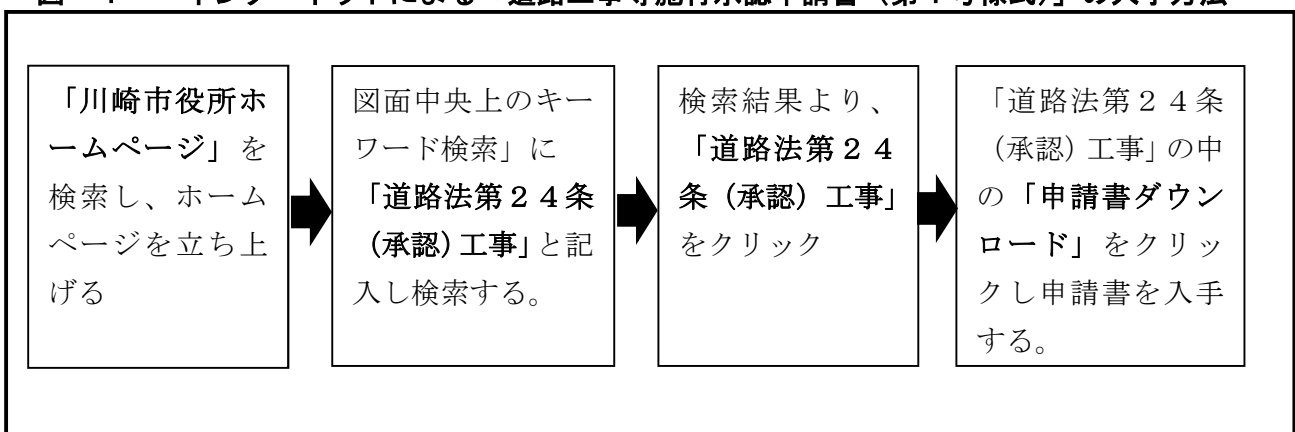 「川崎市役所ホ
ームページ」を
検索し、ホーム
ページを立ち上
げる
図面中央上のキー
ワード検索」に
「道路法第２４条
（承認）工事」と記
入し検索する。
検索結果より、
「道路法第２４
条（承認）工事」
をクリック
「道路法第２４条
（承認）工事」の中
の「申請書ダウン
ロード」をクリッ
クし申請書を入手
する。